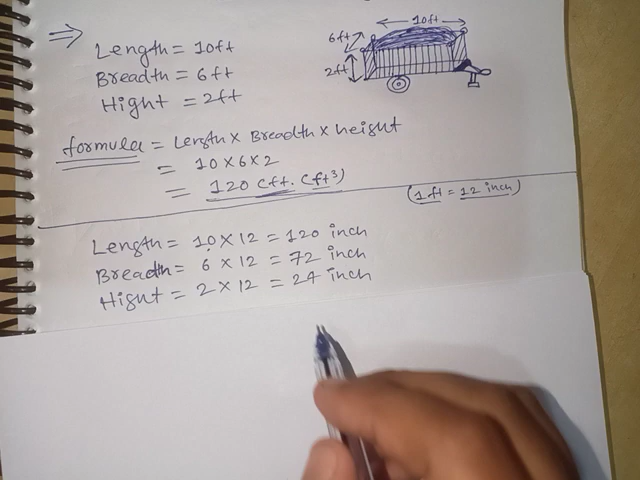 ⇒ Length = 10ft
Breadth = 6ft
Hight = 2ft
10ft
6ft
2ft
formula = Length x Breadth x height
= 10 x 6 x 2
= 120 cft. (ft³)
(1 ft = 12 inch)
Length = 10 x 12 = 120 inch
Breadth = 6 x 12 = 72 inch
Hight = 2 x 12 = 24 inch